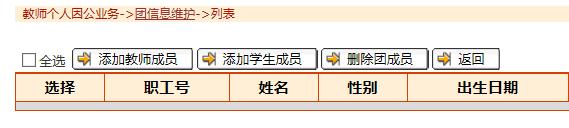 教师个人因公业务->团信息维护->列表
全选 添加教师成员 添加学生成员 删除团成员 返回
选择 职工号 姓名 性别 出生日期